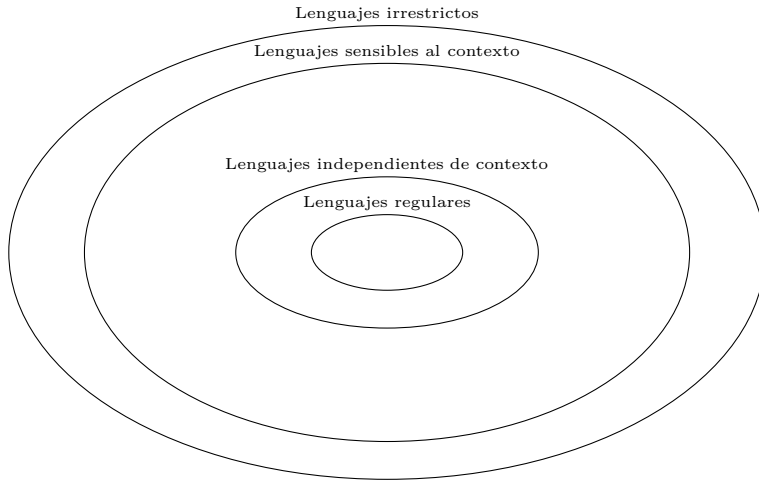 Lenguajes irrestrictos
Lenguajes sensibles al contexto
Lenguajes independientes de contexto
Lenguajes regulares